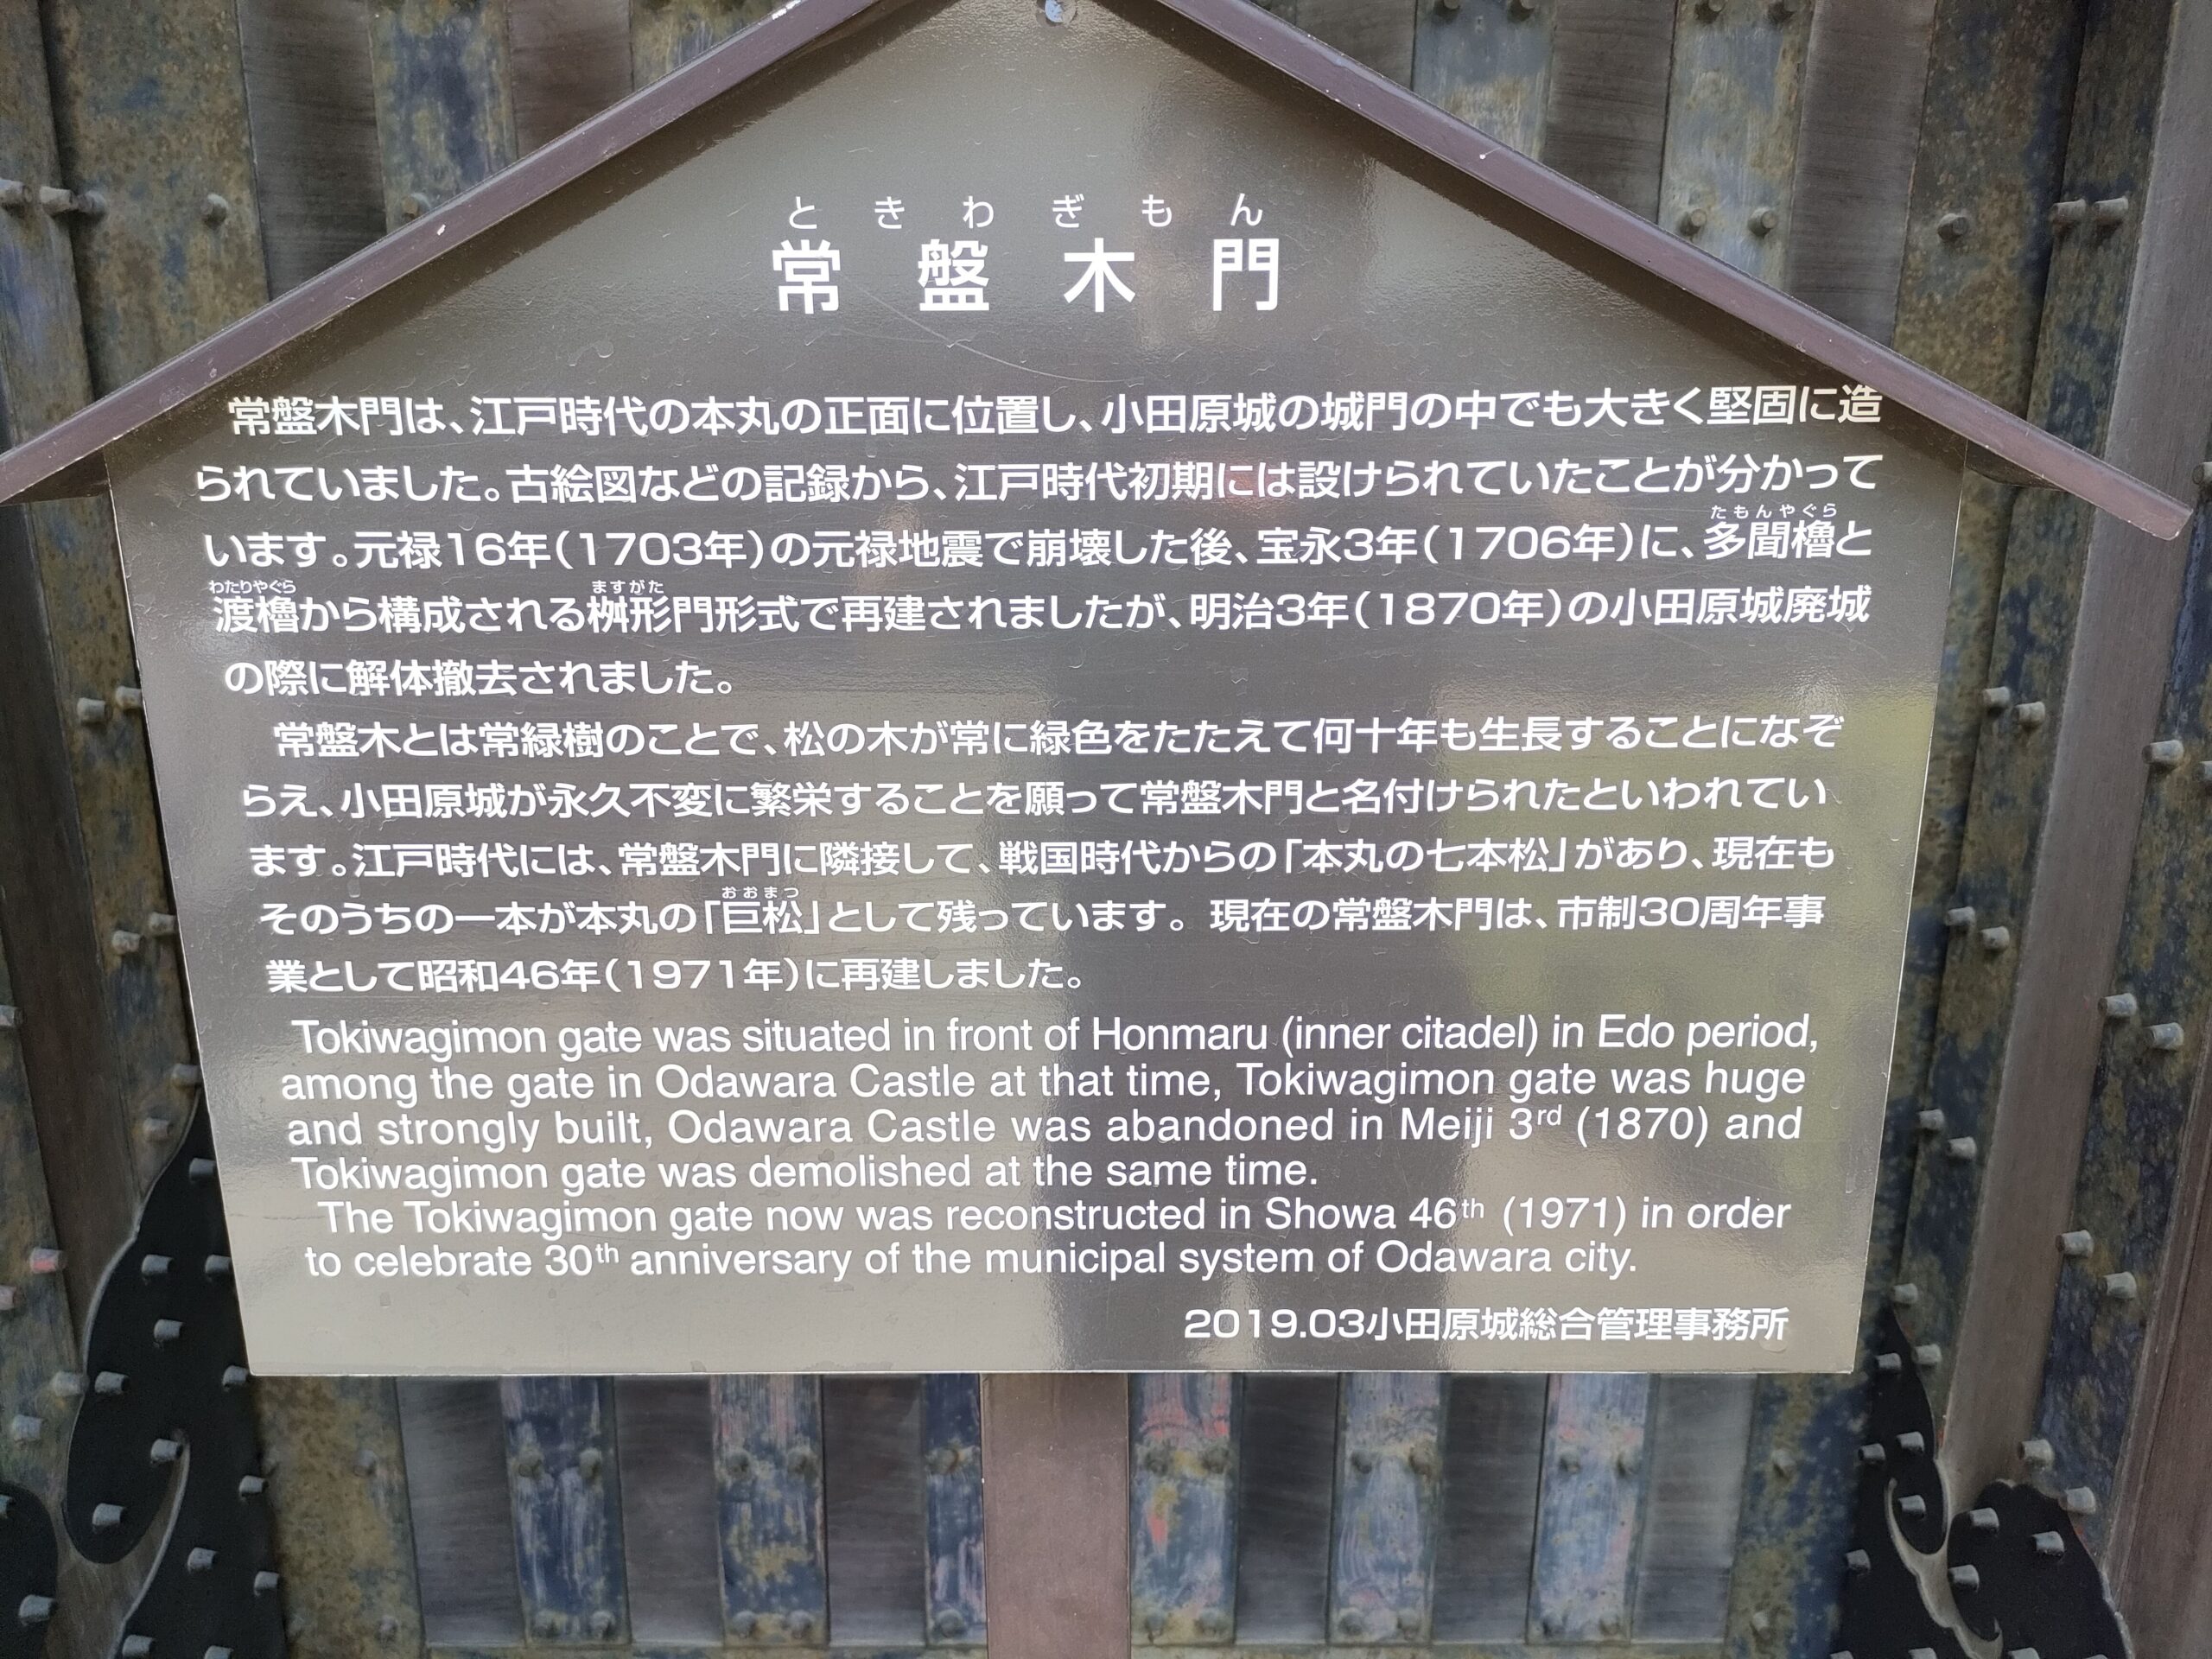 ときわぎもん
常盤木門
常盤木門は、江戸時代の本丸の正面に位置し、小田原城の城門の中でも大きく堅固に造
られていました。古絵図などの記録から、江戸時代初期には設けられていたことが分かって
たもんやぐら
います。元禄16年(1703年)の元禄地震で崩壊した後、宝永3年(1706年)に、多聞櫓と
わたりやぐら ますがた
渡櫓から構成される桝形門形式で再建されましたが、明治3年(1870年)の小田原城廃城
の際に解体撤去されました。
常盤木とは常緑樹のことで、松の木が常に緑色をたたえて何十年も生長することになぞ
らえ、小田原城が永久不変に繁栄することを願って常盤木門と名付けられたといわれてい
ます。江戸時代には、常盤木門に隣接して、戦国時代からの「本丸の七本松」があり、現在も
おおまつ
そのうちの一本が本丸の「巨松」として残っています。現在の常盤木門は、市制30周年事
業として昭和46年(1971年)に再建しました。
Tokiwagimon gate was situated in front of Honmaru (inner citadel) in Edo period,
among the gate in Odawara Castle at that time, Tokiwagimon gate was huge
and strongly built, Odawara Castle was abandoned in Meiji 3rd (1870) and
Tokiwagimon gate was demolished at the same time.
The Tokiwagimon gate now was reconstructed in Showa 46th (1971) in order
to celebrate 30th anniversary of the municipal system of Odawara city.
2019.03小田原城総合管理事務所